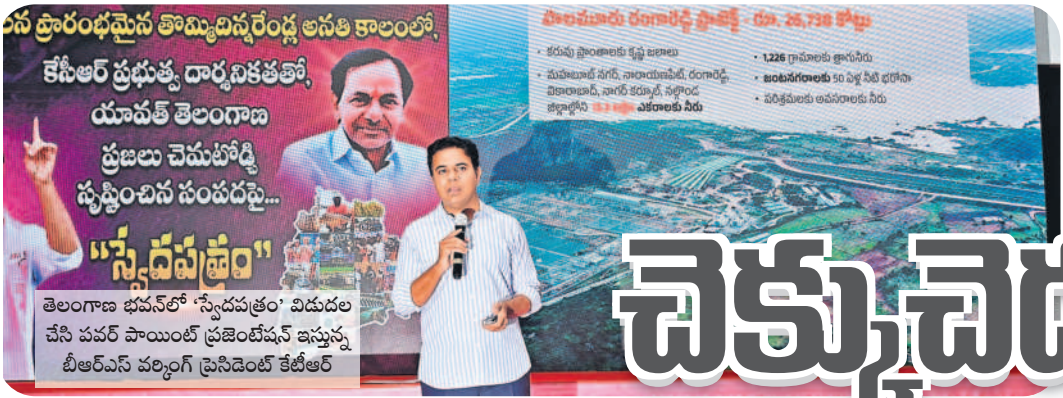 ప్రారంభమైన తొమ్మిదిన్నరేండ్ల అనతి కాలంలో,
కేసీఆర్ ప్రభుత్వ దార్శనికతతో,
యావత్ తెలంగాణ
ప్రజలు చెమటోడ్చి
సృష్టించిన సంపదపై...
"స్వేదపత్రం"
పాలమూరు రంగారెడ్డి ప్రాజెక్ట్ - రూ. 26,738 కోట్లు
• కరువు ప్రాంతాలకు కృష్ణ జలాలు
• మహబూబ్ నగర్, నారాయణపేట్, రంగారెడ్డి,
వికారాబాద్, నాగర్ కర్నూల్, నల్గొండ
జిల్లాల్లోని ఎకరాలకు నీరు
• 1,226 గ్రామాలకు త్రాగునీరు
• జంటనగరాలకు 50 ఏళ్ల నీటి భరోసా
• పరిశ్రమలకు అవసరాలకు నీరు
తెలంగాణ భవన్‌లో ‘స్వేదపత్రం’ విడుదల
చేసి పవర్ పాయింట్ ప్రజెంటేషన్ ఇస్తున్న
బీఆర్ఎస్ వర్కింగ్ ప్రెసిడెంట్ కేటీఆర్
చెక్కు